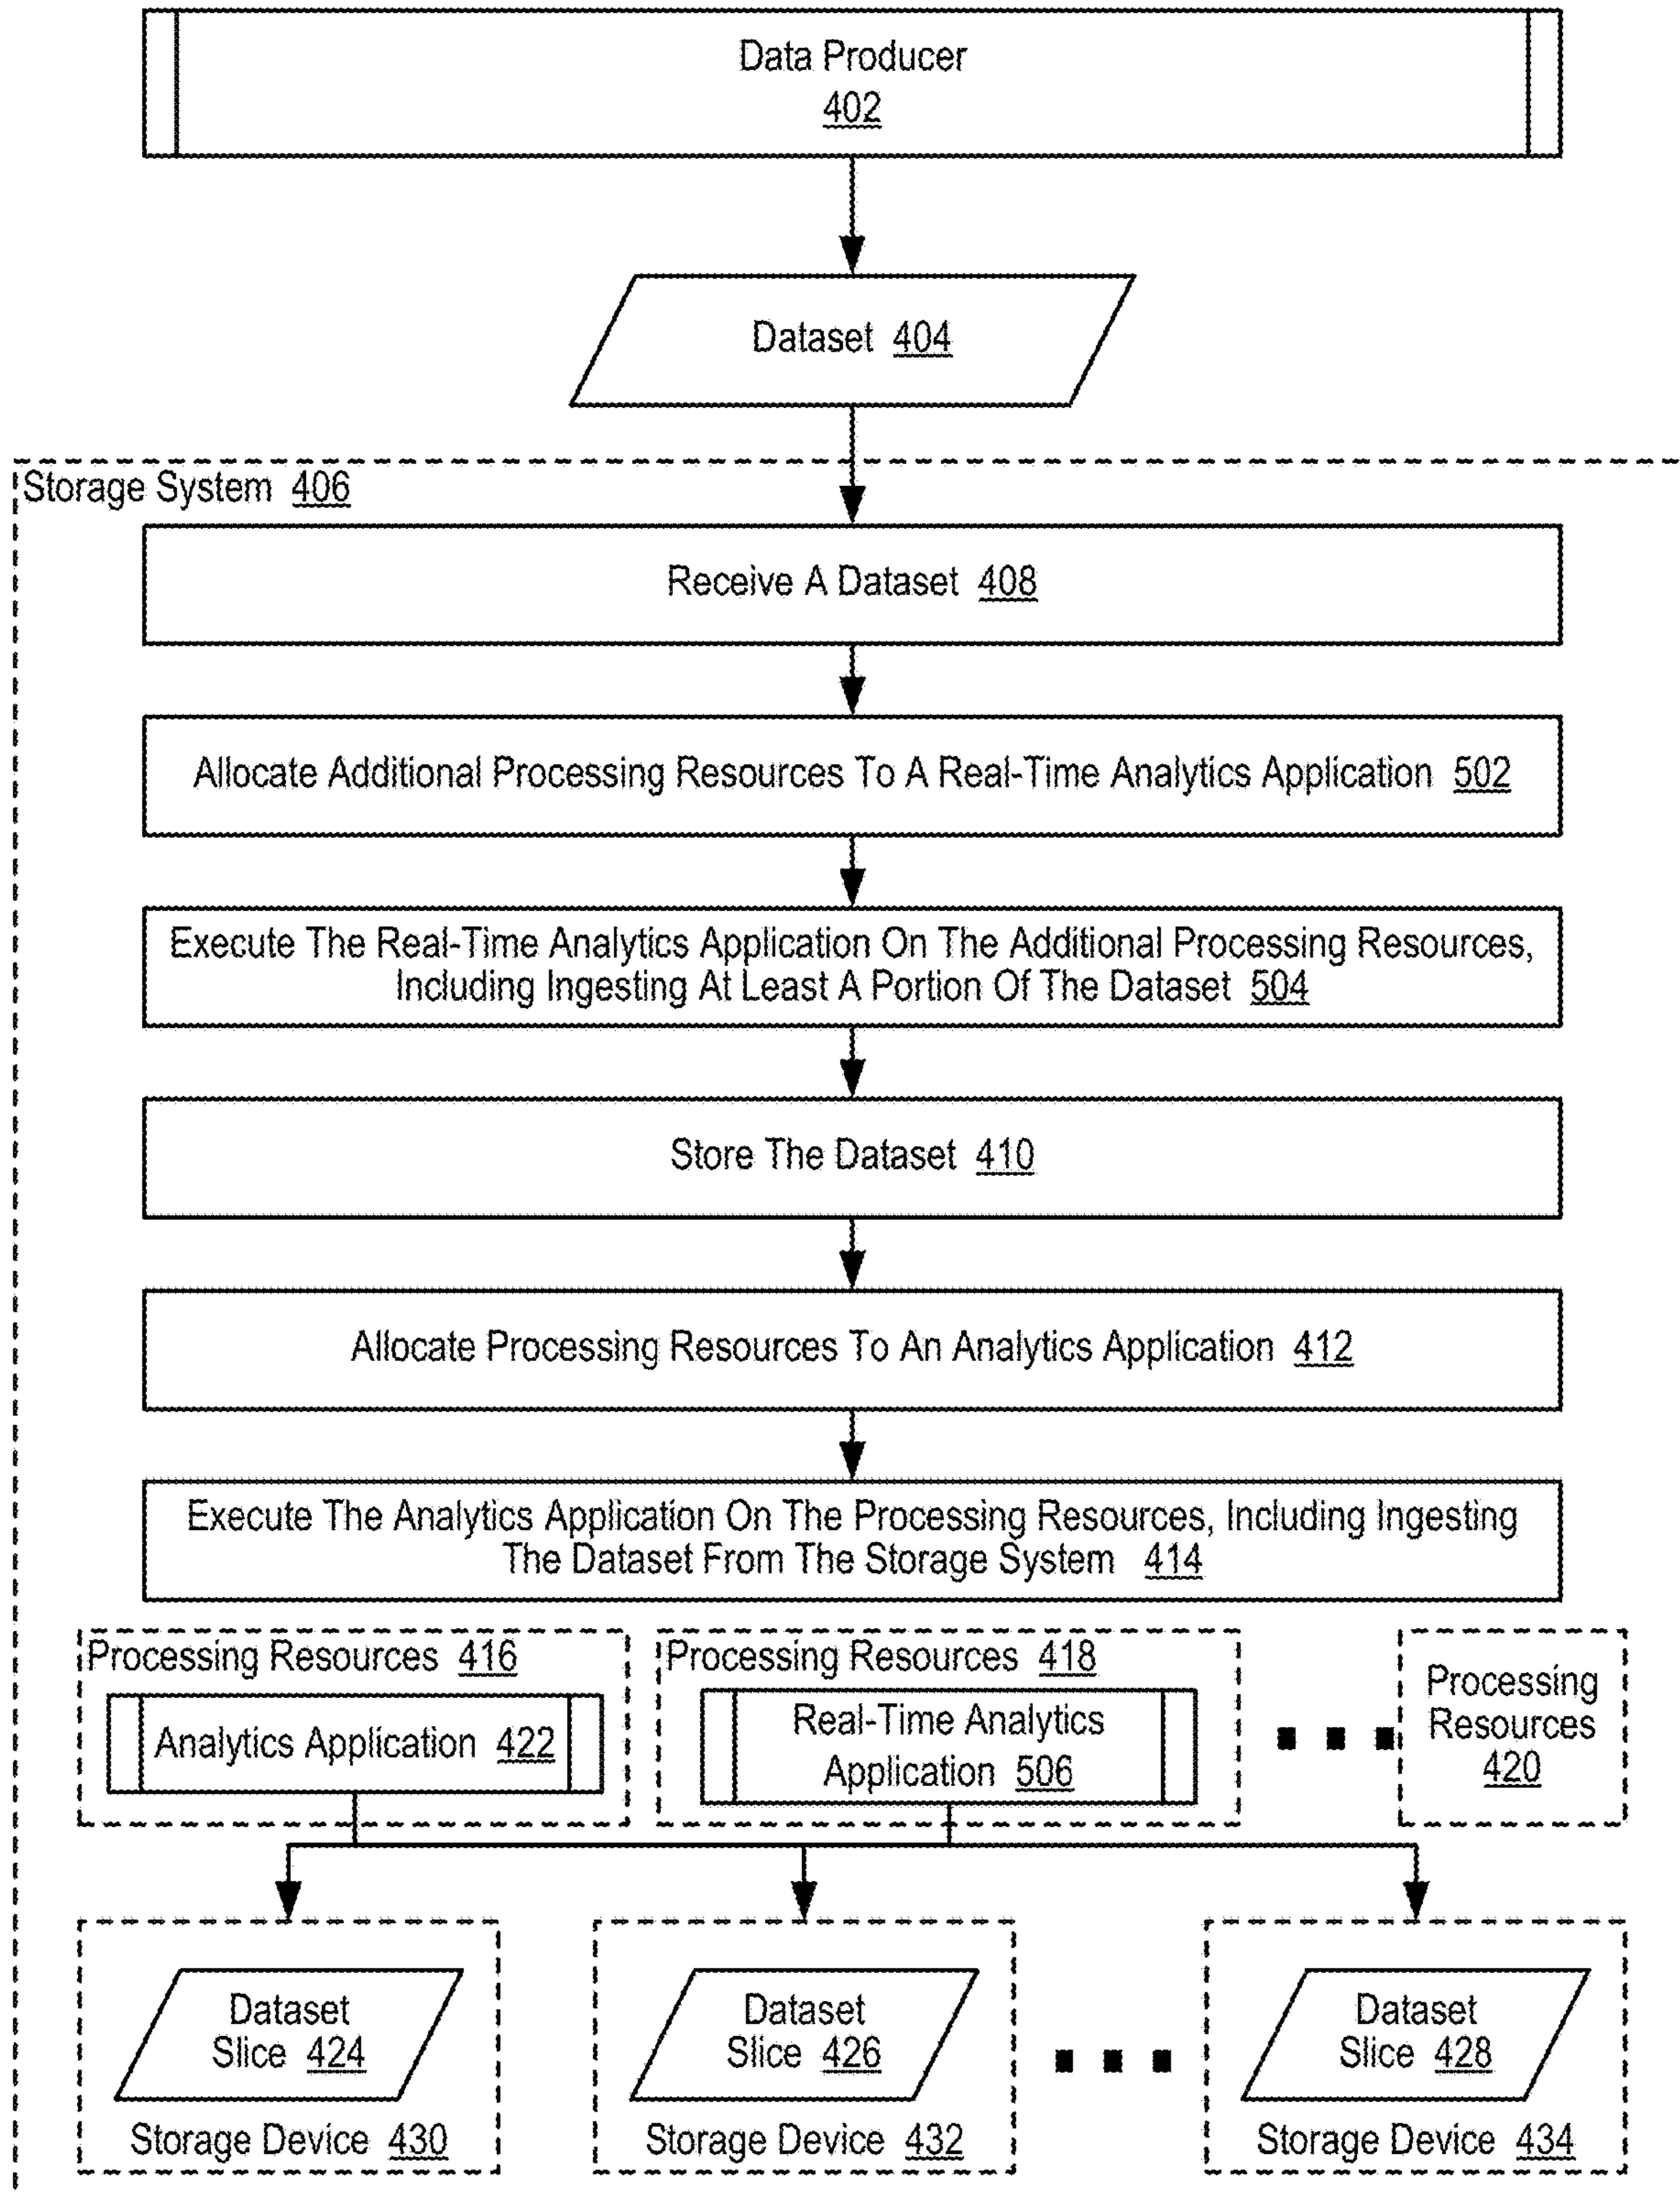 Data Producer
402
Dataset 404
Storage System 406
Receive A Dataset 408
Allocate Additional Processing Resources To A Real-Time Analytics Application 502
Execute The Real-Time Analytics Application On The Additional Processing Resources,
Including Ingesting At Least A Portion Of The Dataset 504
Store The Dataset 410
Allocate Processing Resources To An Analytics Application 412
Execute The Analytics Application On The Processing Resources, Including Ingesting
The Dataset From The Storage System 414
Processing Resources 416
Analytics Application 422
Processing Resources 418
Real-Time Analytics
Application 506
Processing
Resources
420
Dataset
Slice 424
Storage Device 430
Dataset
Slice 426
Storage Device 432
Dataset
Slice 428
Storage Device 434